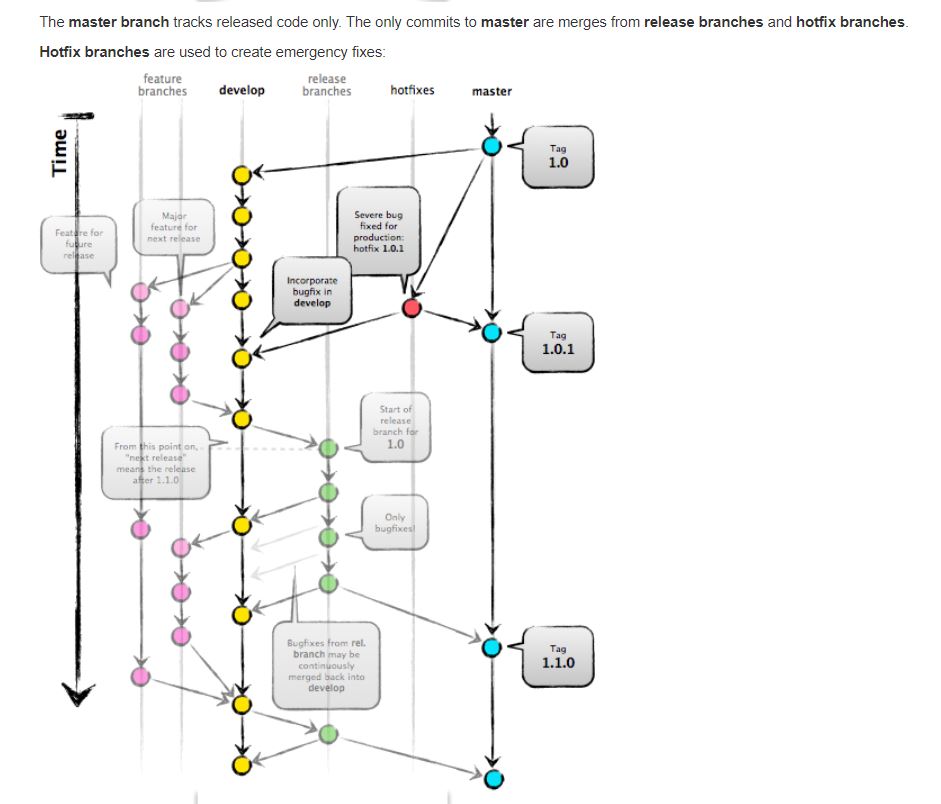 The master branch tracks released code only. The only commits to master are merges from release branches and hotfix branches.
Hotfix branches are used to create emergency fixes:
feature
branches
develop
release
branches
hotfixes
master
Time
Tag
1.0
Feature for
future
release
Major
feature for
next release
Severe bug
fixed for
production:
hotfix 1.0.1
Incorporate
bugfix in
develop
Tag
1.0.1
Start of
release
branch for
1.0
From this point on,
"next release"
means the release
after 1.1.0
Only
bugfixes!
Bugfixes from rel.
branch may be
continuously
merged back into
develop
Tag
1.1.0